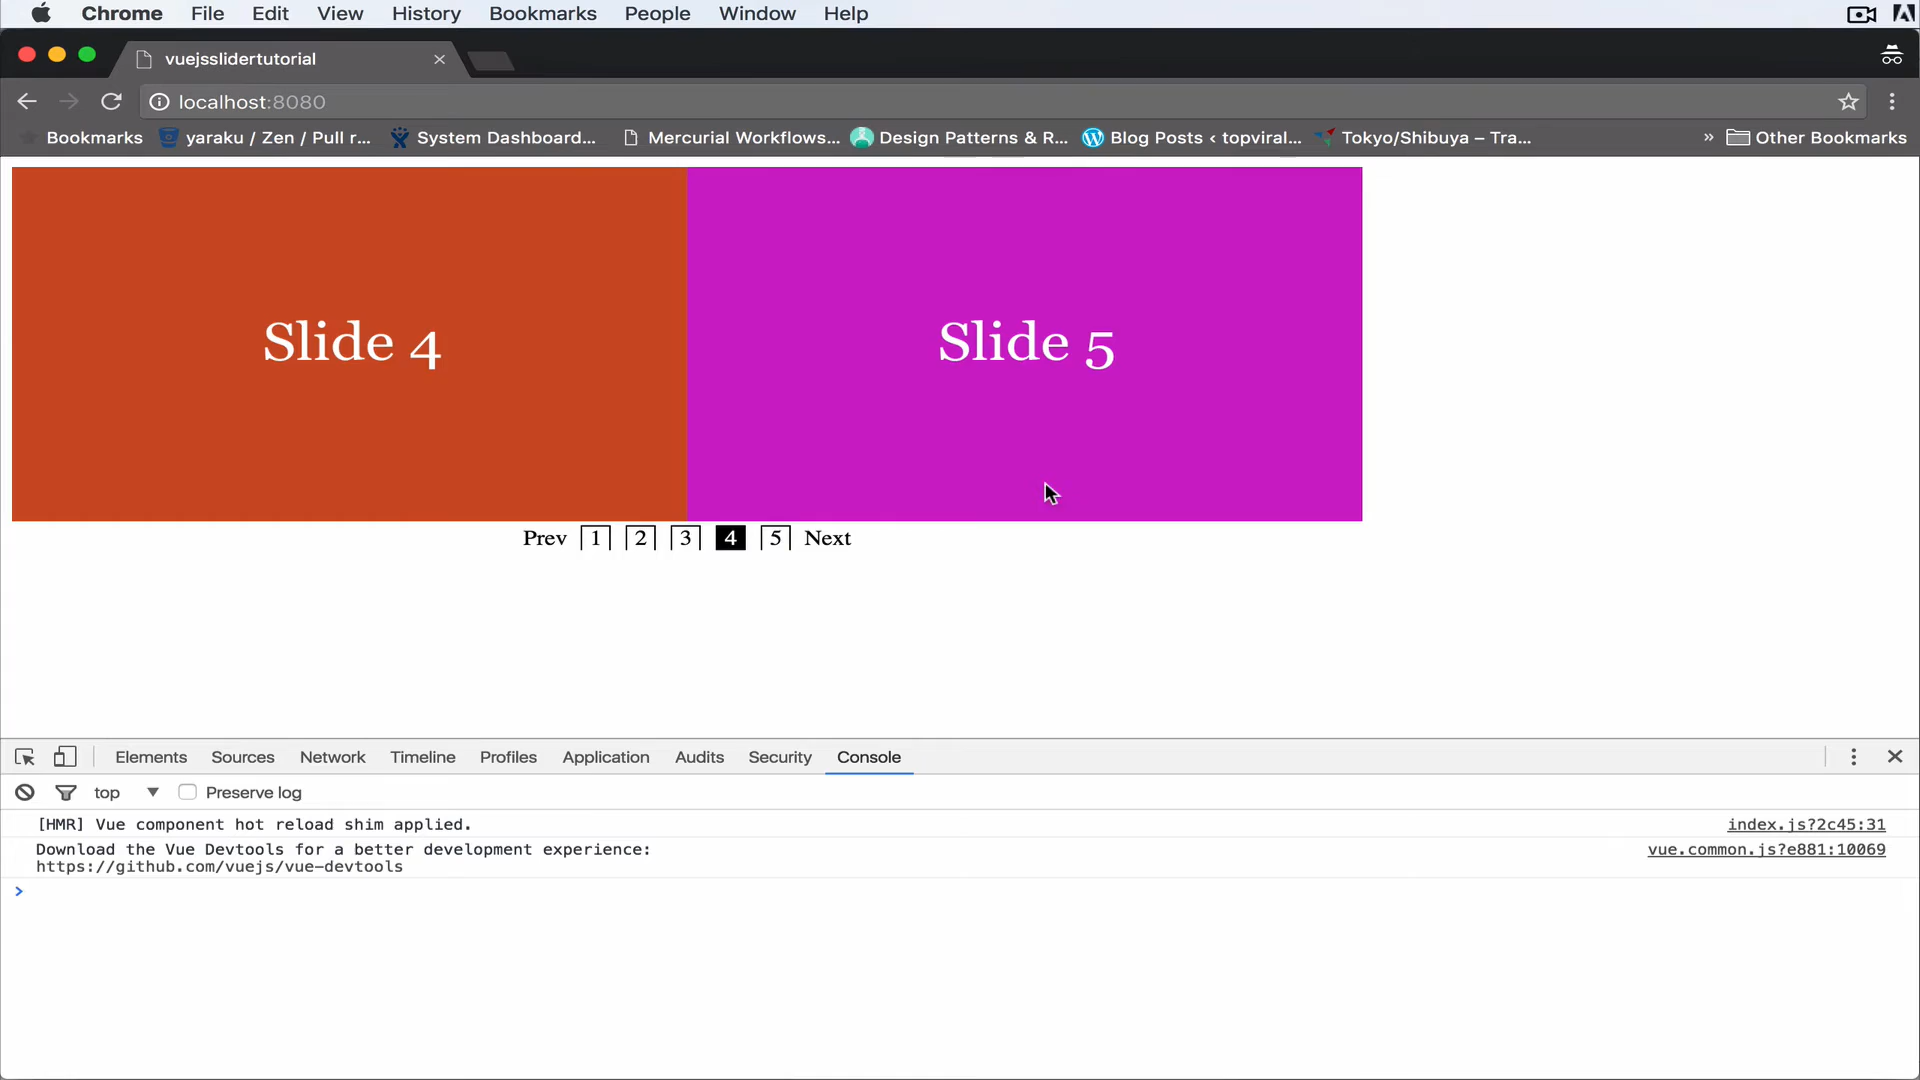 Chrome File Edit View History Bookmarks People Window Help
vuejsslidertutorial
localhost:8080
Bookmarks yaraku / Zen / Pull r... System Dashboard... Mercurial Workflows... Design Patterns & R... Blog Posts ‹ topviral... Tokyo/Shibuya – Tra... » Other Bookmarks
Slide 4 Slide 5
Prev 1 2 3 4 5 Next
Elements Sources Network Timeline Profiles Application Audits Security Console
top Preserve log
[HMR] Vue component hot reload shim applied. index.js?2c45:31
Download the Vue Devtools for a better development experience: vue.common.js?e881:10069
https://github.com/vuejs/vue-devtools
>